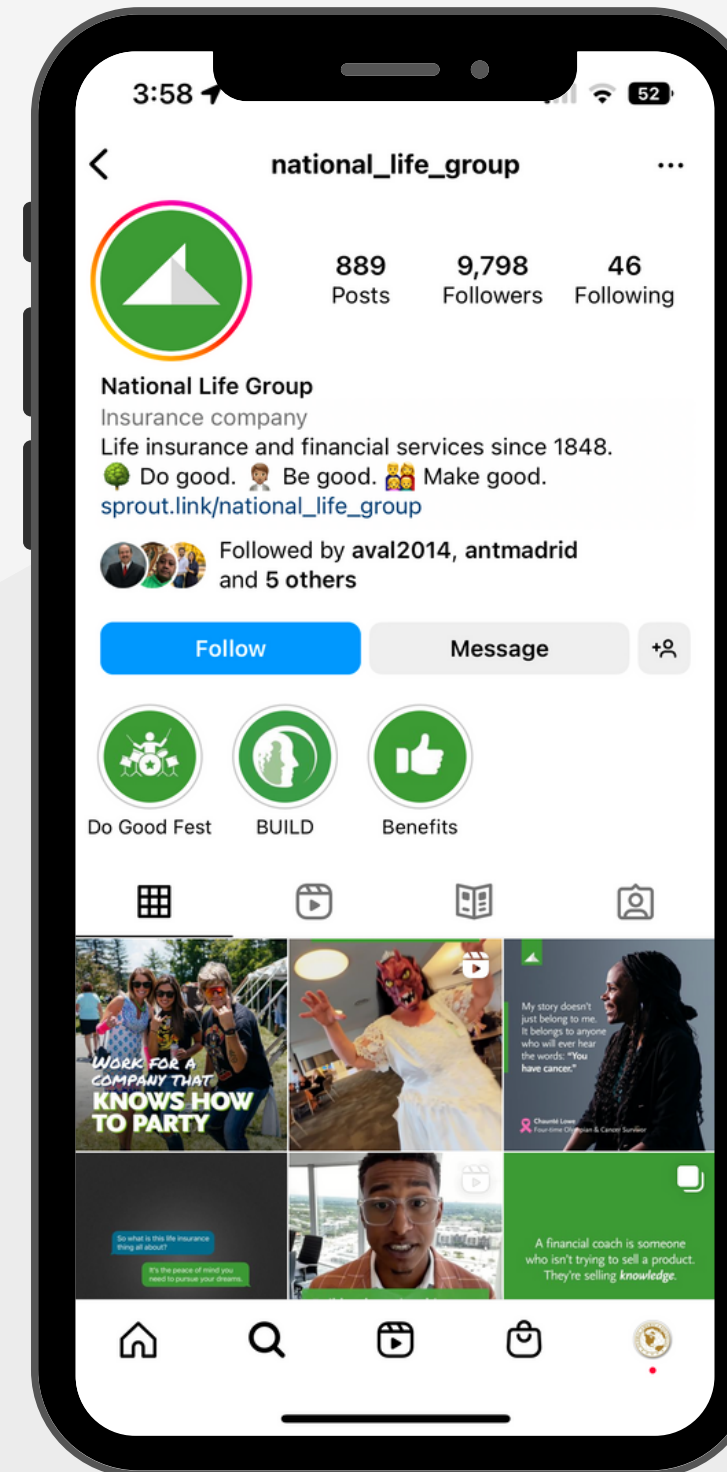 3:58
52
national_life_group
889 9,798 46
Posts Followers Following
National Life Group
Insurance company
Life insurance and financial services since 1848.
🌳 Do good. 🧑🏽‍💼 Be good. 👨‍👩‍👧‍👦 Make good.
sprout.link/national_life_group
Followed by aval2014, antmadrid
and 5 others
Follow Message
Do Good Fest BUILD Benefits
WORK FOR A
COMPANY THAT
KNOWS HOW
TO PARTY
My story doesn't
just belong to me.
It belongs to anyone
who will ever hear
the words: "You
have cancer."
Chaunté Lowe
Four-time Olympian & Cancer Survivor
So what is this life insurance
thing all about?
It's the peace of mind you
need to pursue your dreams.
A financial coach is someone
who isn't trying to sell a product.
They're selling knowledge.